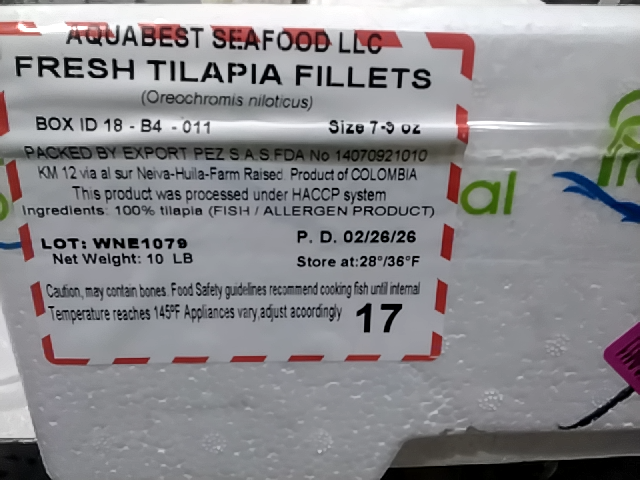 AQUABEST SEAFOOD LLC
FRESH TILAPIA FILLETS
(Oreochromis niloticus)
BOX ID 18 - B4 - 011 Size 7-9 oz
PACKED BY EXPORT PEZ S.A.S FDA No 14070921010
KM 12 via al sur Neiva-Huila-Farm Raised Product of COLOMBIA
This product was processed under HACCP system
Ingredients: 100% tilapia (FISH / ALLERGEN PRODUCT)
LOT: WNE1079 P. D. 02/26/26
Net Weight: 10 LB Store at:28°/36°F
Caution, may contain bones. Food Safety guidelines recommend cooking fish until internal
Temperature reaches 145ºF Appliances vary,adjust acoordingly 17
al